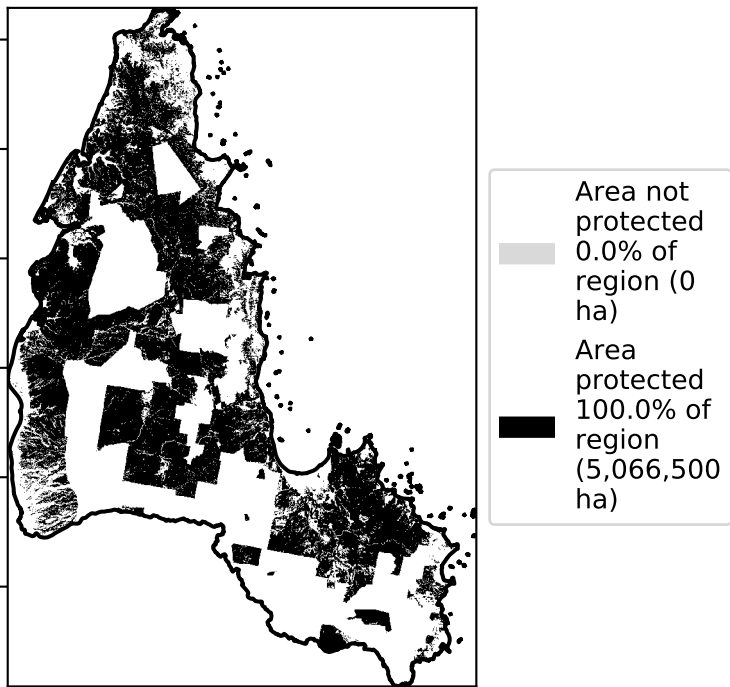 Area not
protected
0.0% of
region (0
ha)
Area
protected
100.0% of
region
(5,066,500
ha)